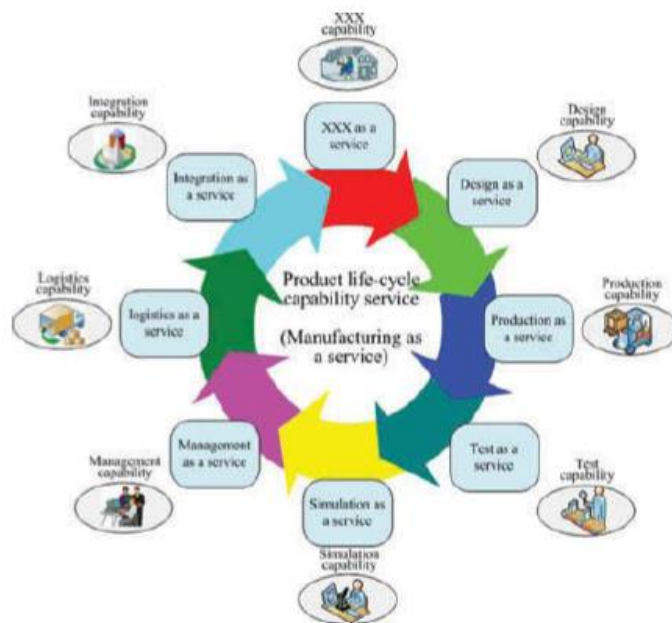 XXX
capability
XXX as a
service
Design
capability
Design as a
service
Production
capability
Production as
a service
Test
capability
Test as a
service
Simulation as
a service
Simulation
capability
Management
as a service
Management
capability
logistics as a
service
Logistics
capability
Integration as
a service
Integration
capability
Product life-cycle
capability service
(Manufacturing as
a service)